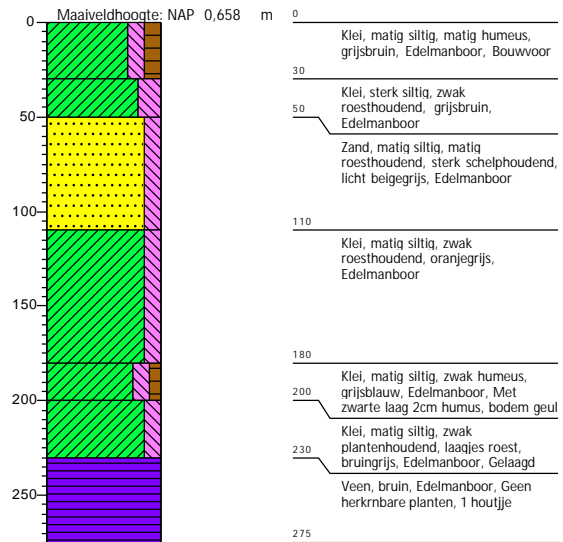 Maaiveldhoogte: NAP 0,658 m
0
0
Klei, matig siltig, matig humeus,
grijsbruin, Edelmanboor, Bouwvoor
30
Klei, sterk siltig, zwak
roesthoudend, grijsbruin,
Edelmanboor
50
50
Zand, matig siltig, matig
roesthoudend, sterk schelphoudend,
licht beigegrijs, Edelmanboor
100
110
Klei, matig siltig, zwak
roesthoudend, oranjegrijs,
Edelmanboor
150
180
Klei, matig siltig, zwak humeus,
grijsblauw, Edelmanboor, Met
zwarte laag 2cm humus, bodem geul
200
200
Klei, matig siltig, zwak
plantenhoudend, laagjes roest,
bruingrijs, Edelmanboor, Gelaagd
230
Veen, bruin, Edelmanboor, Geen
herkrnbare planten, 1 houtjje
250
275